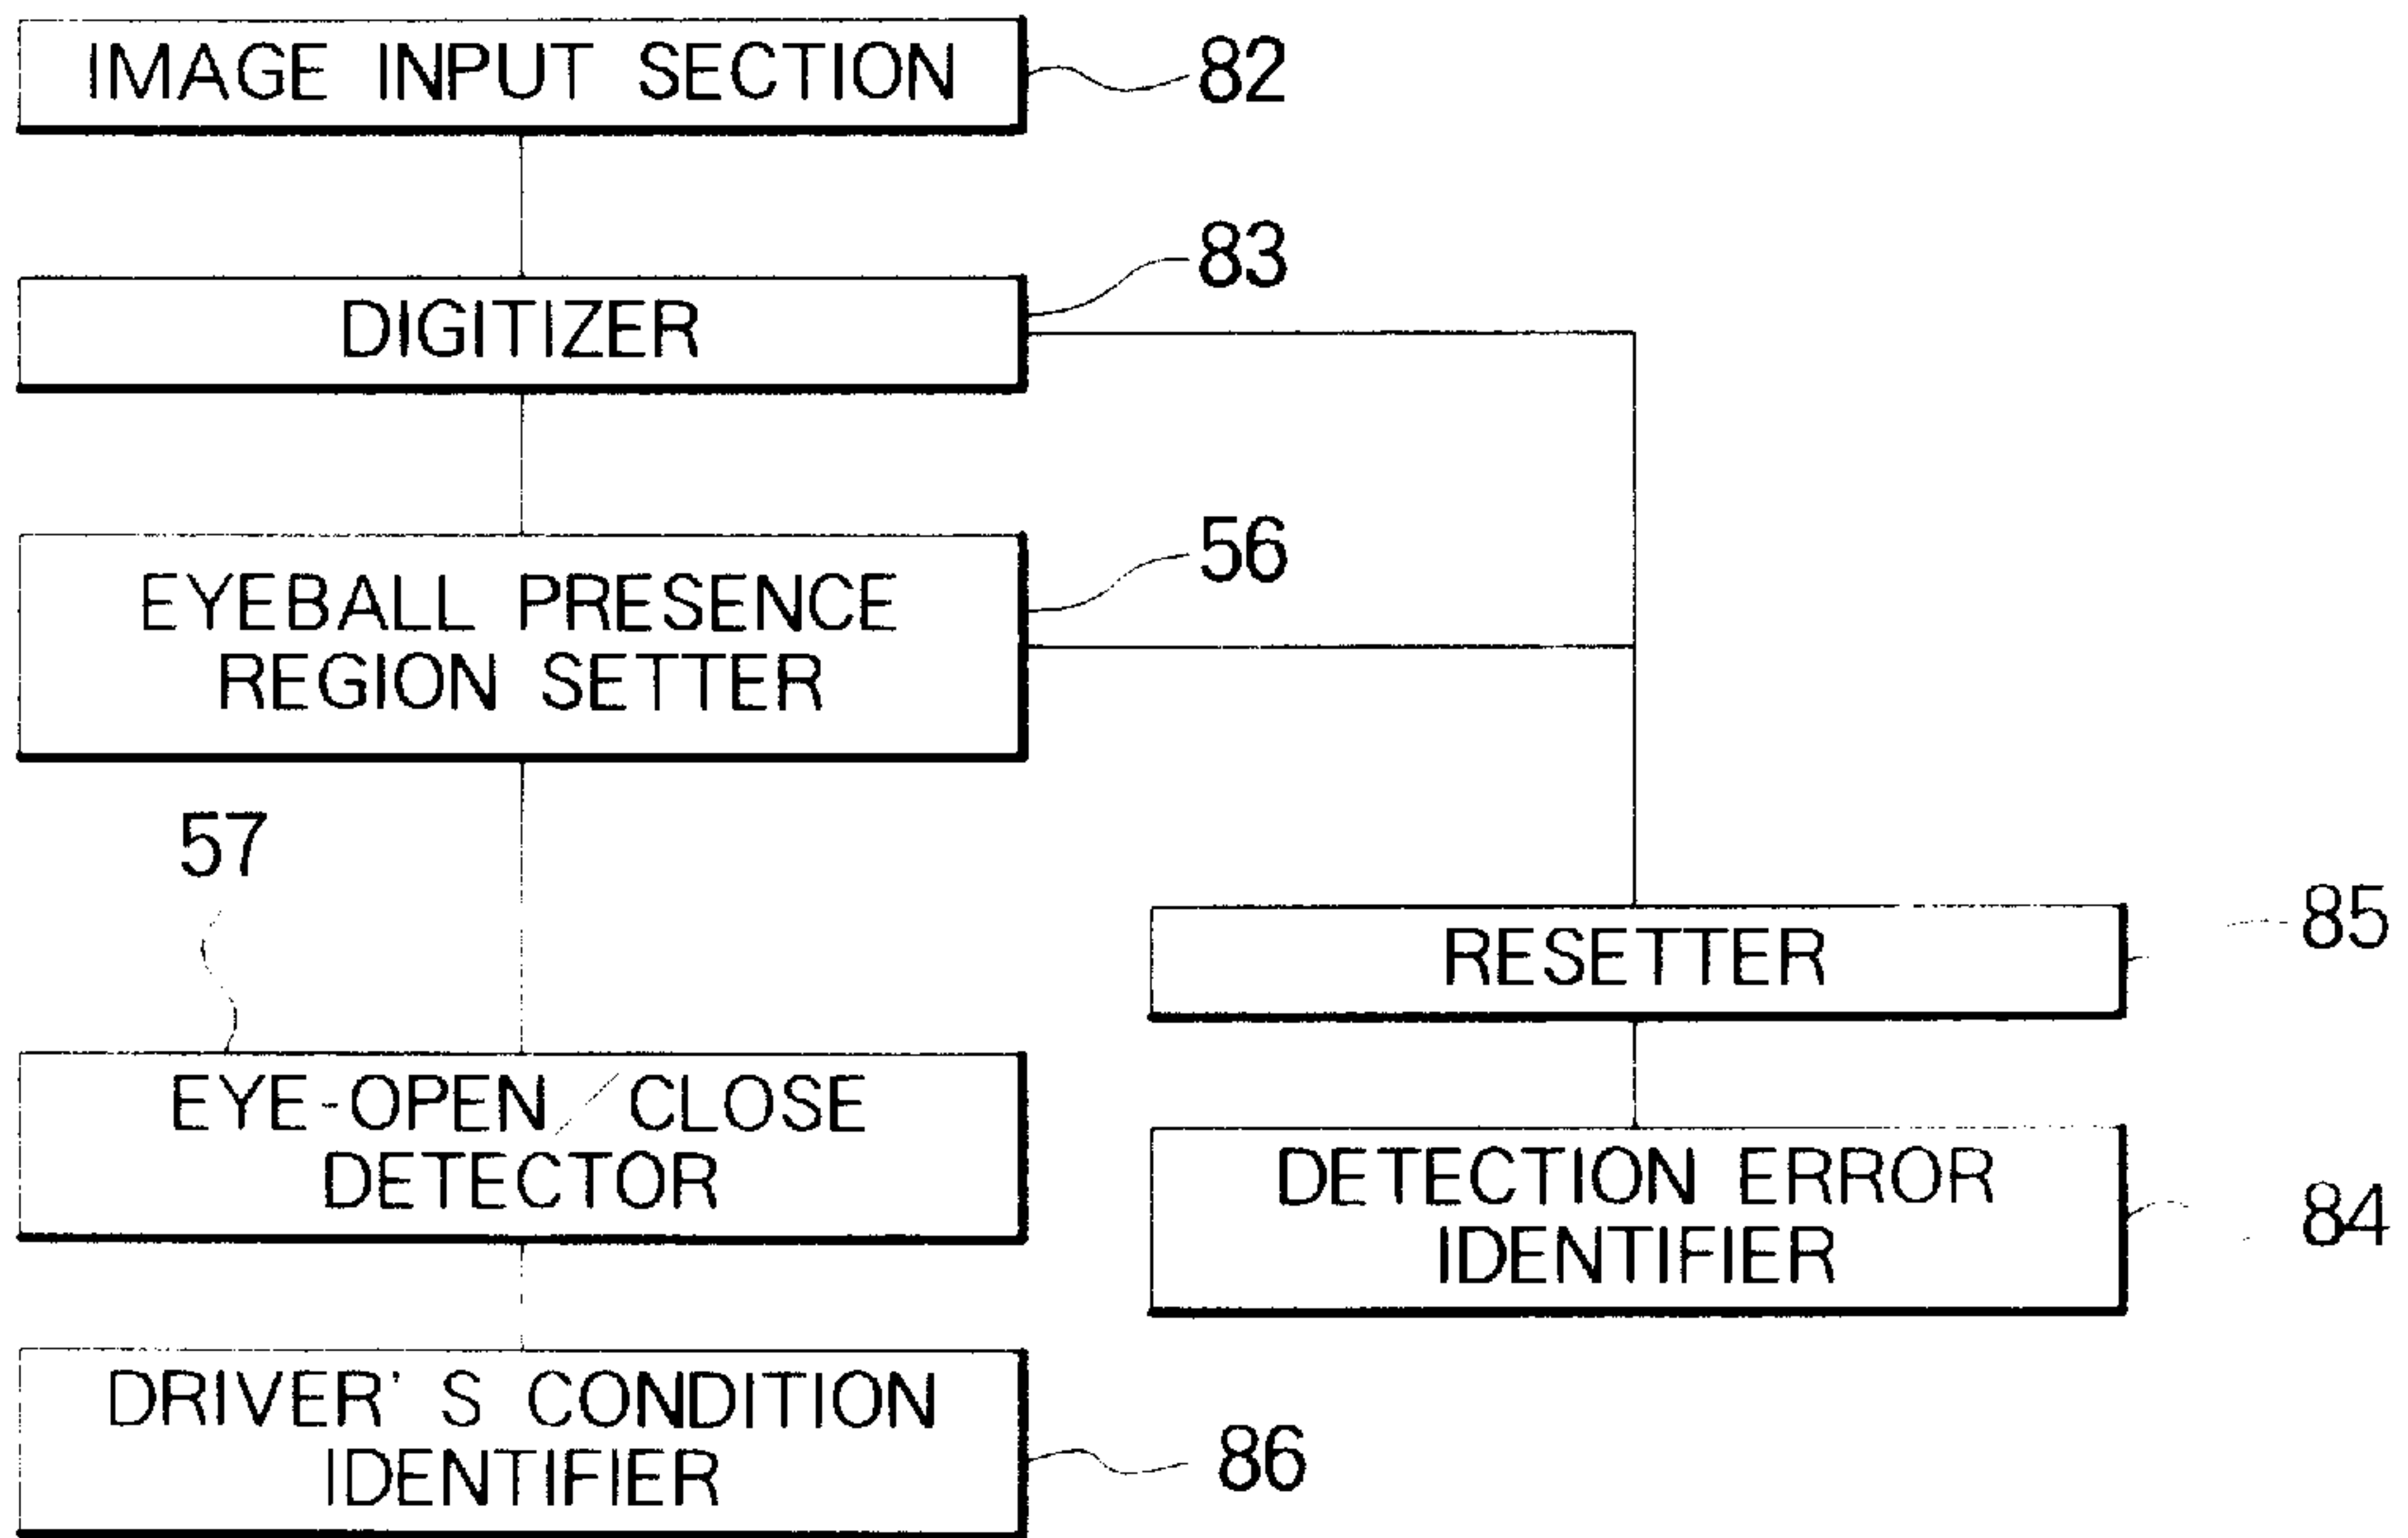 IMAGE INPUT SECTION
82
DIGITIZER
83
EYEBALL PRESENCE
REGION SETTER
56
57
RESETTER
85
EYE-OPEN / CLOSE
DETECTOR
DETECTION ERROR
IDENTIFIER
84
DRIVER'S CONDITION
IDENTIFIER
86